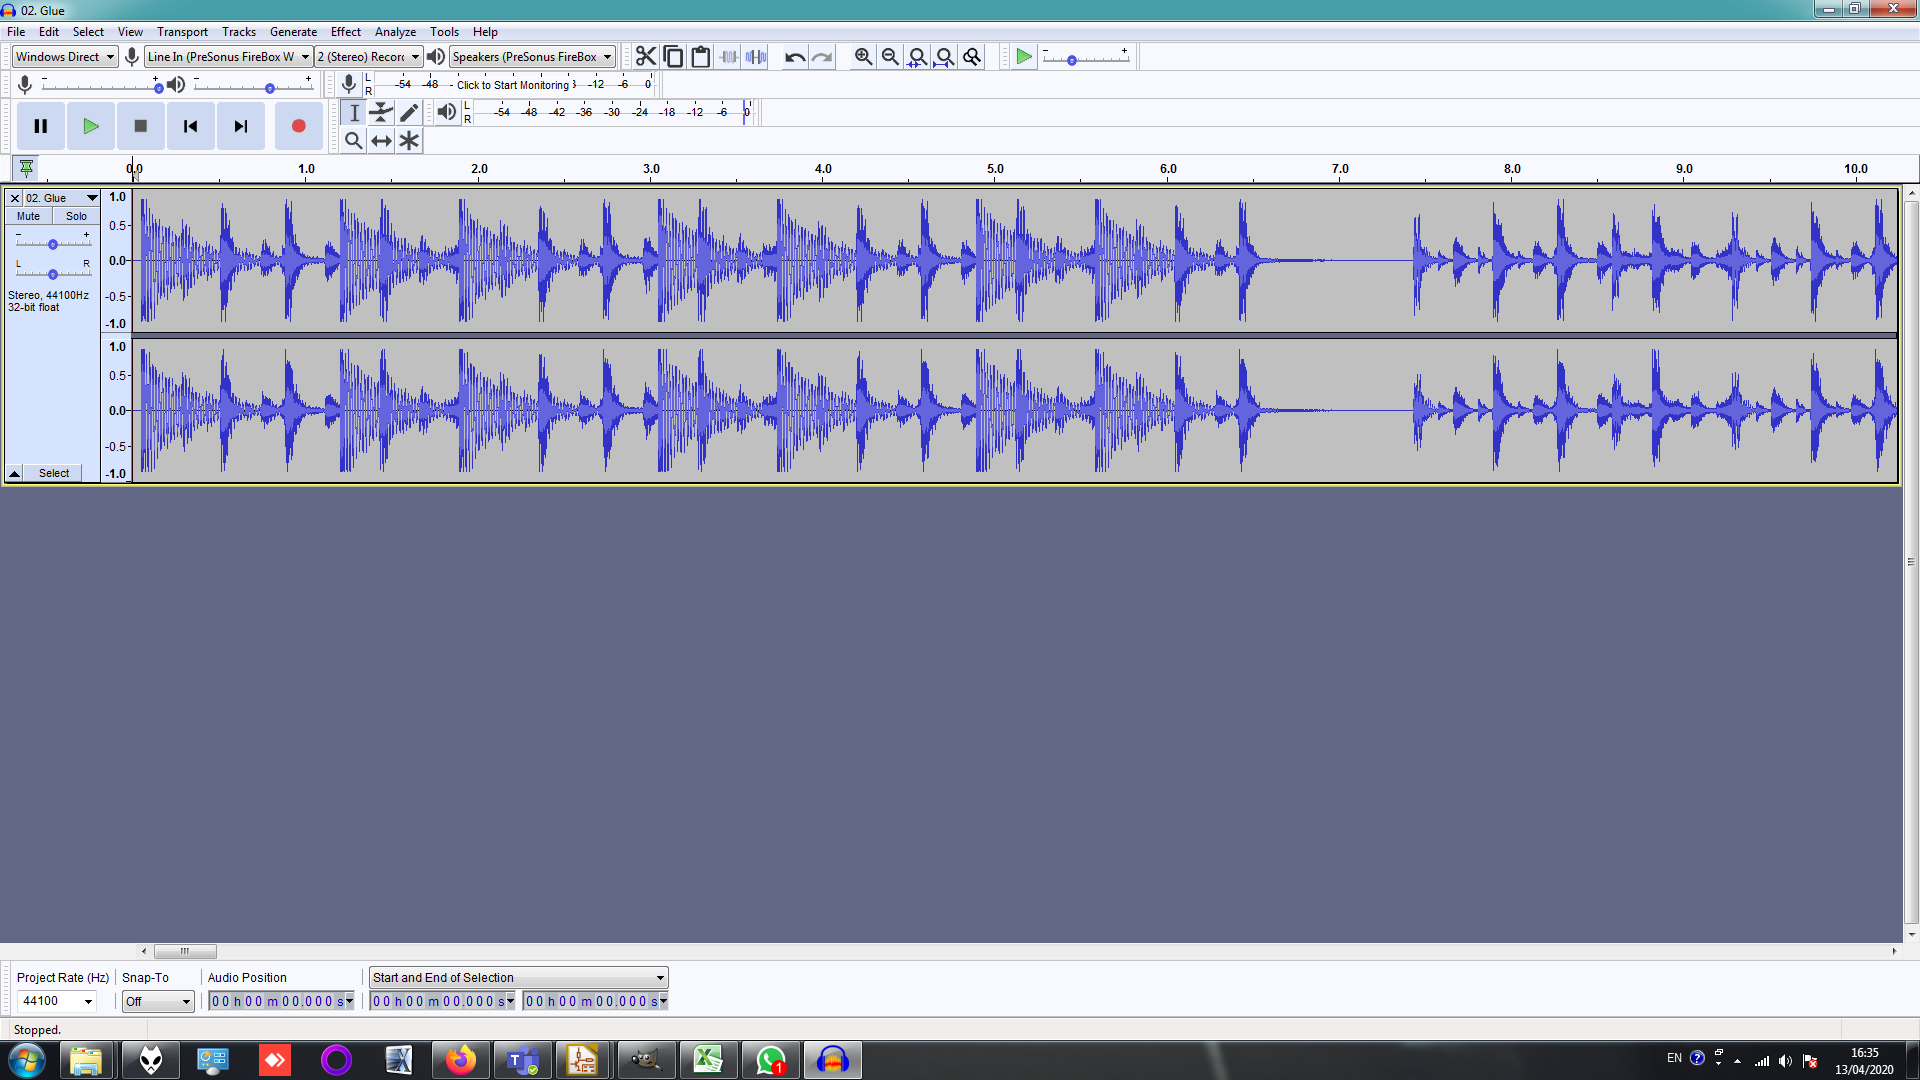 02. Glue
File Edit Select View Transport Tracks Generate Effect Analyze Tools Help
Windows Direct Line In (PreSonus FireBox W 2 (Stereo) Recorc Speakers (PreSonus FireBox
- + - + L R -54 -48 - Click to Start Monitoring -12 -6 0
L R -54 -48 -42 -36 -30 -24 -18 -12 -6 0
0.0 1.0 2.0 3.0 4.0 5.0 6.0 7.0 8.0 9.0 10.0
02. Glue
Mute Solo
- +
L R
Stereo, 44100Hz
32-bit float
Select
1.0
0.5
0.0
-0.5
-1.0
1.0
0.5
0.0
-0.5
-1.0
Project Rate (Hz) Snap-To Audio Position Start and End of Selection
44100 Off 00 h 00 m 00.000 s 00 h 00 m 00.000 s 00 h 00 m 00.000 s
Stopped.
1
EN
16:35
13/04/2020